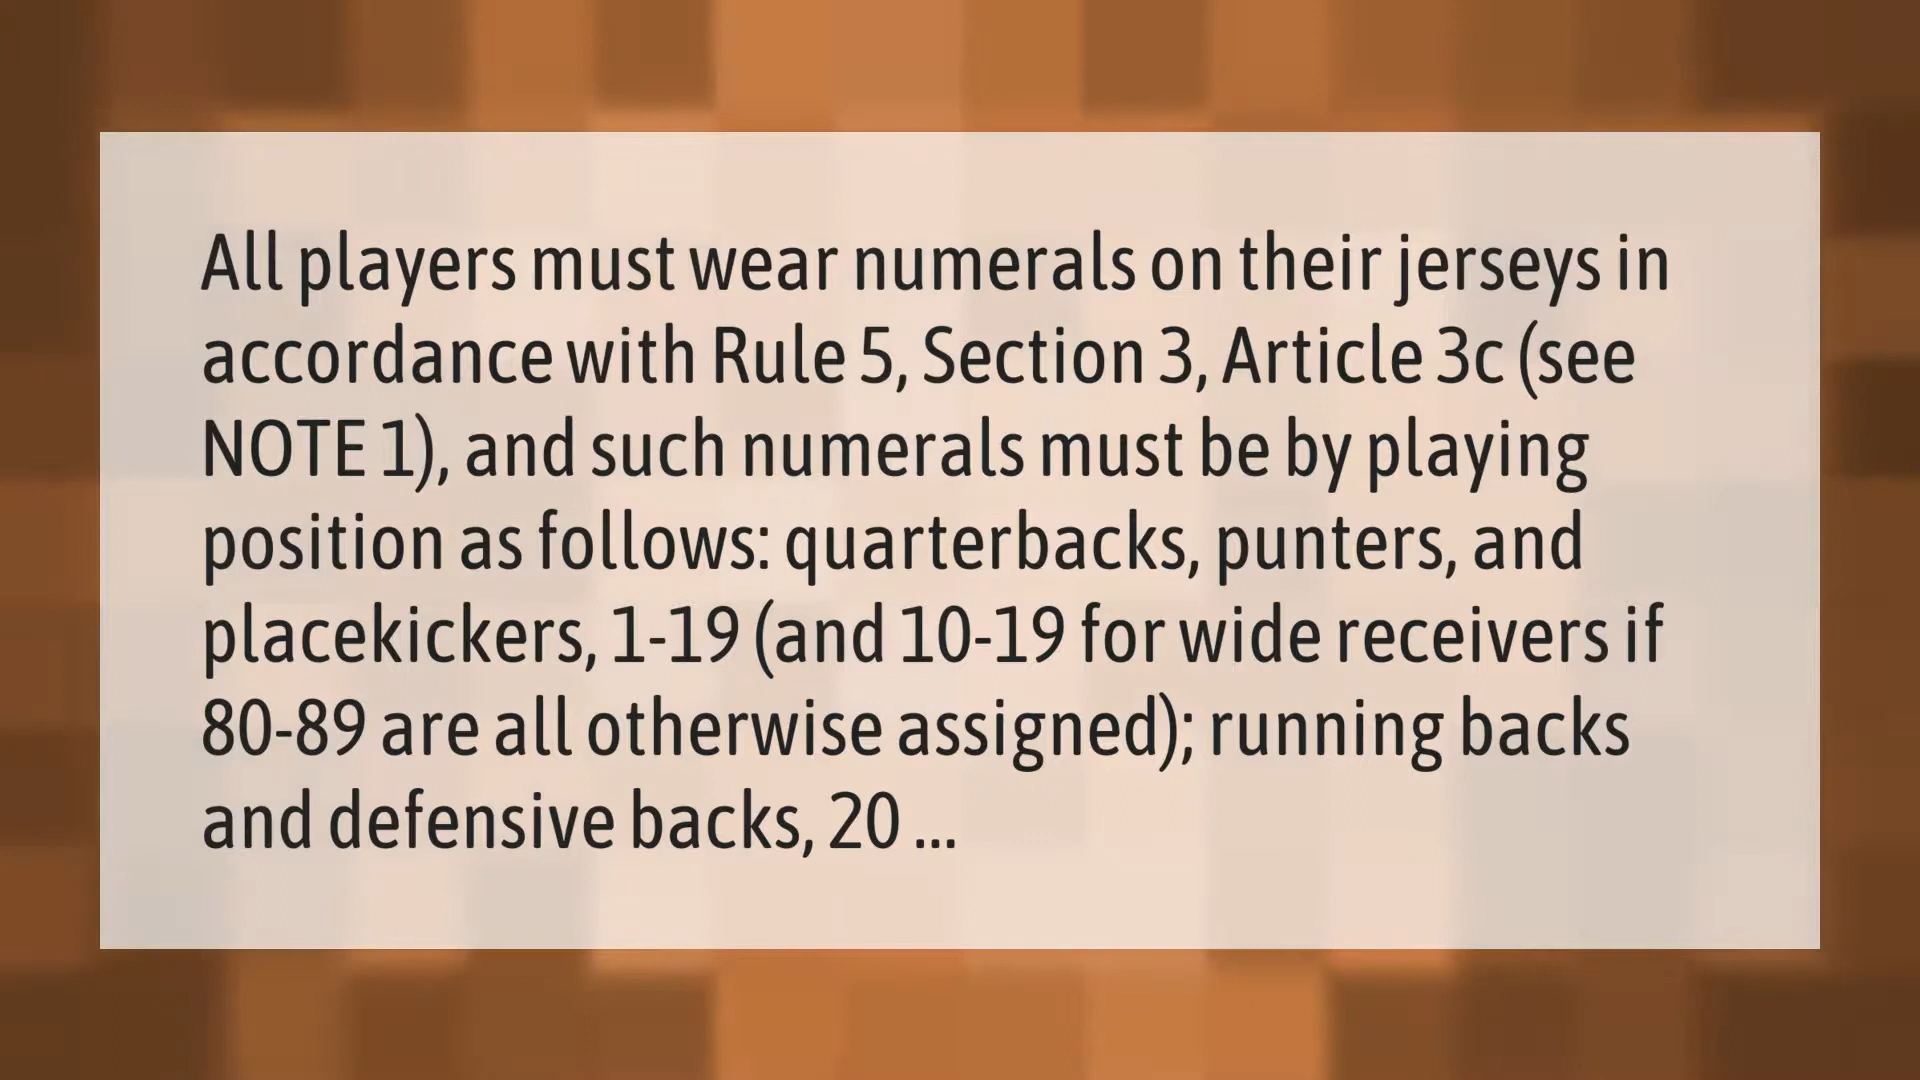 All players must wear numerals on their jerseys in
accordance with Rule 5, Section 3, Article 3c (see
NOTE 1), and such numerals must be by playing
position as follows: quarterbacks, punters, and
placekickers, 1-19 (and 10-19 for wide receivers if
80-89 are all otherwise assigned); running backs
and defensive backs, 20 ...